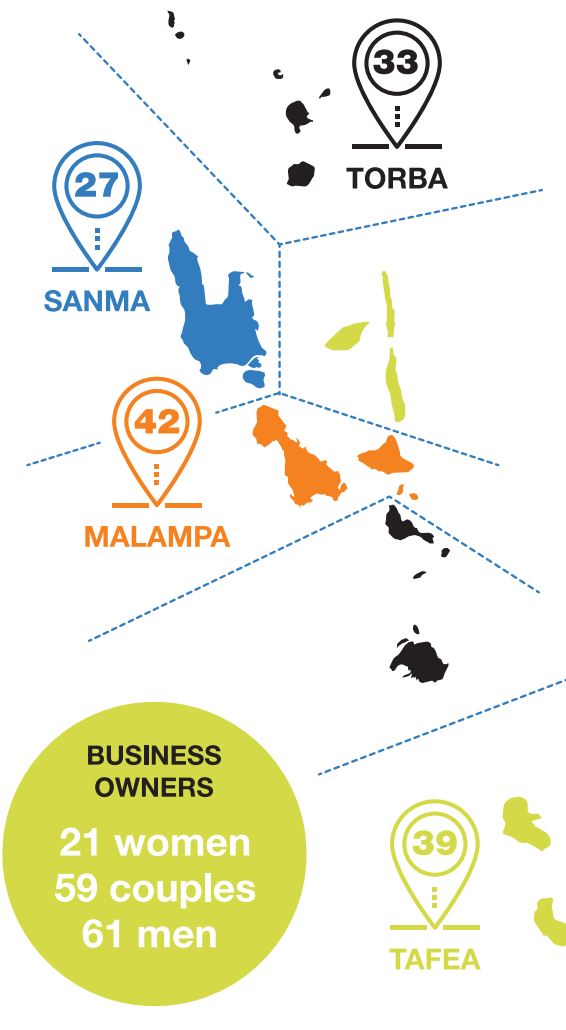 33
TORBA
27
SANMA
42
MALAMPA
BUSINESS
OWNERS
21 women
59 couples
61 men
39
TAFEA